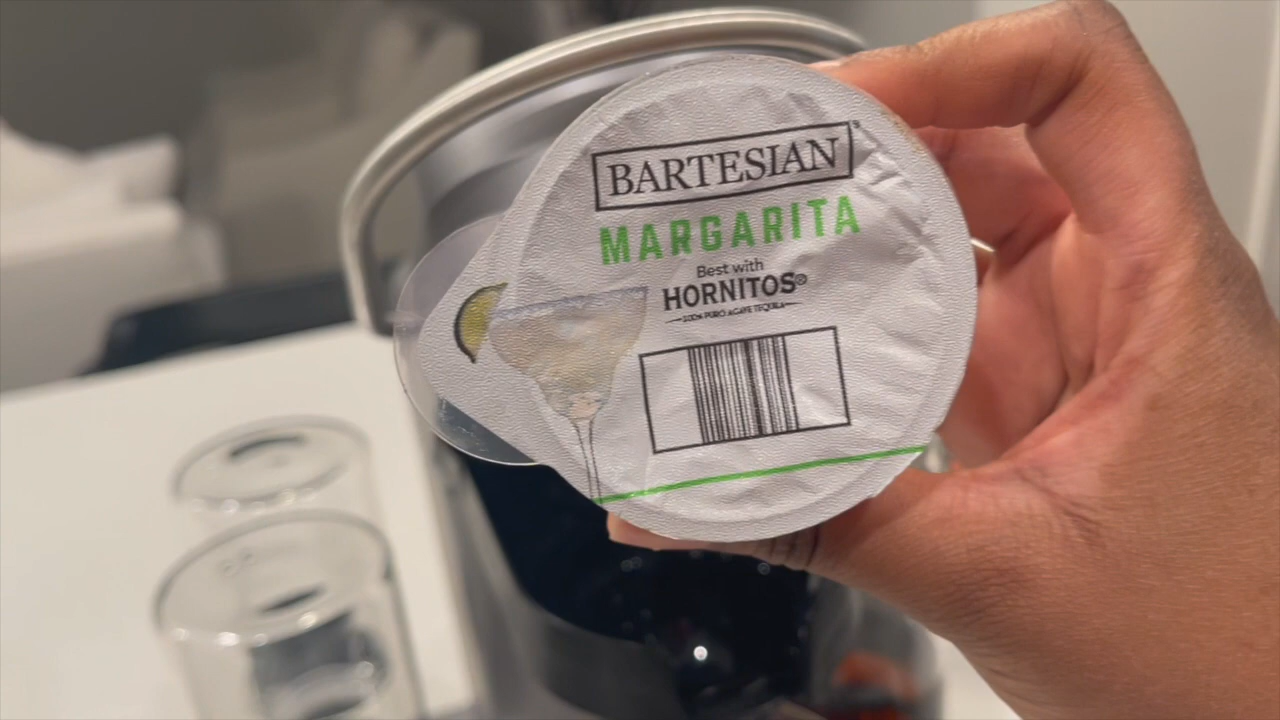 BARTESIAN
MARGARITA
Best with
HORNITOS®
100% PURO AGAVE TEQUILA